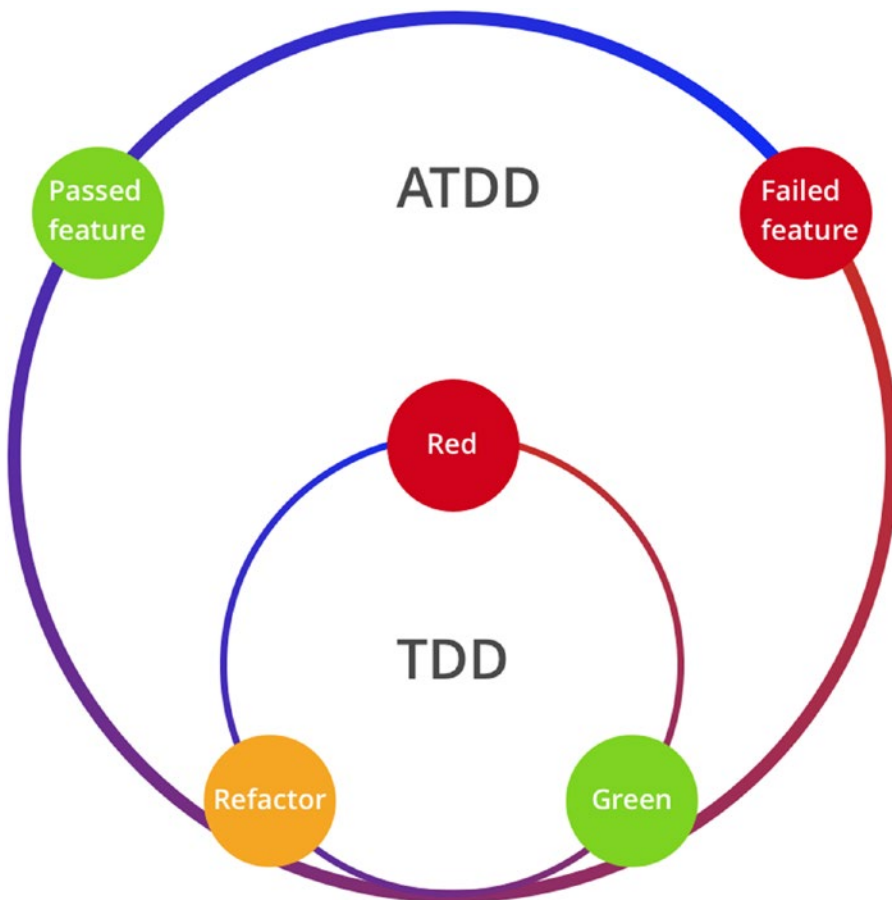 ATDD
Passed
feature
Failed
feature
Red
TDD
Refactor
Green